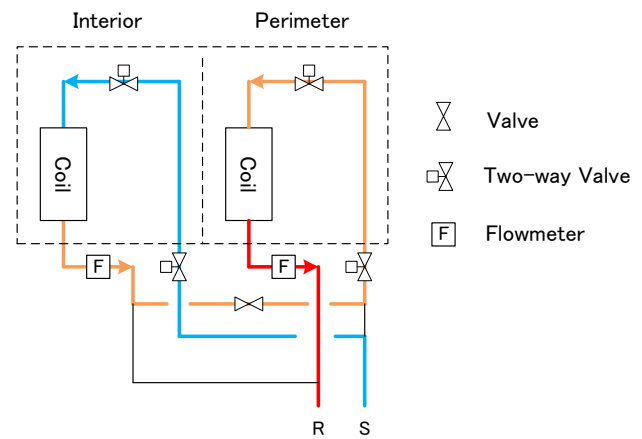 Interior Perimeter
Coil Coil
Valve
Two-way Valve
F Flowmeter
F F
R S